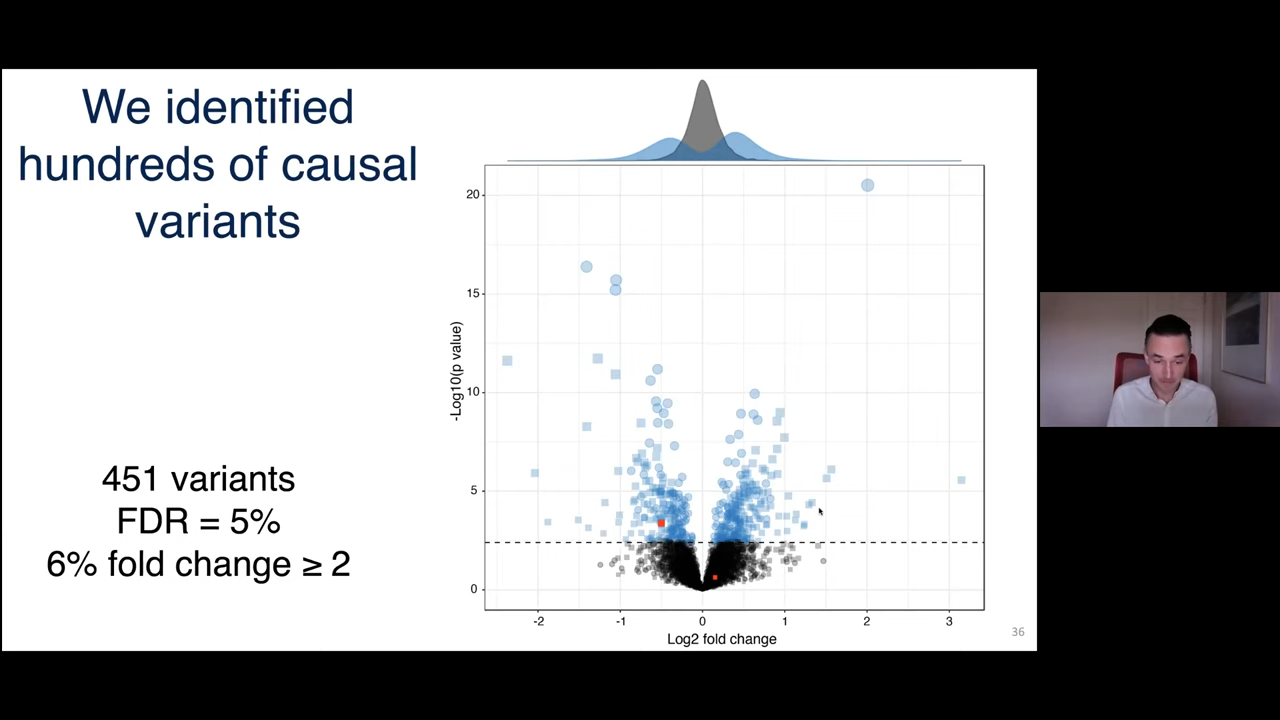 We identified
hundreds of causal
variants
451 variants
FDR = 5%
6% fold change ≥ 2
-Log10(p value)
20
15
10
5
0
-2
-1
0
1
2
3
Log2 fold change
36